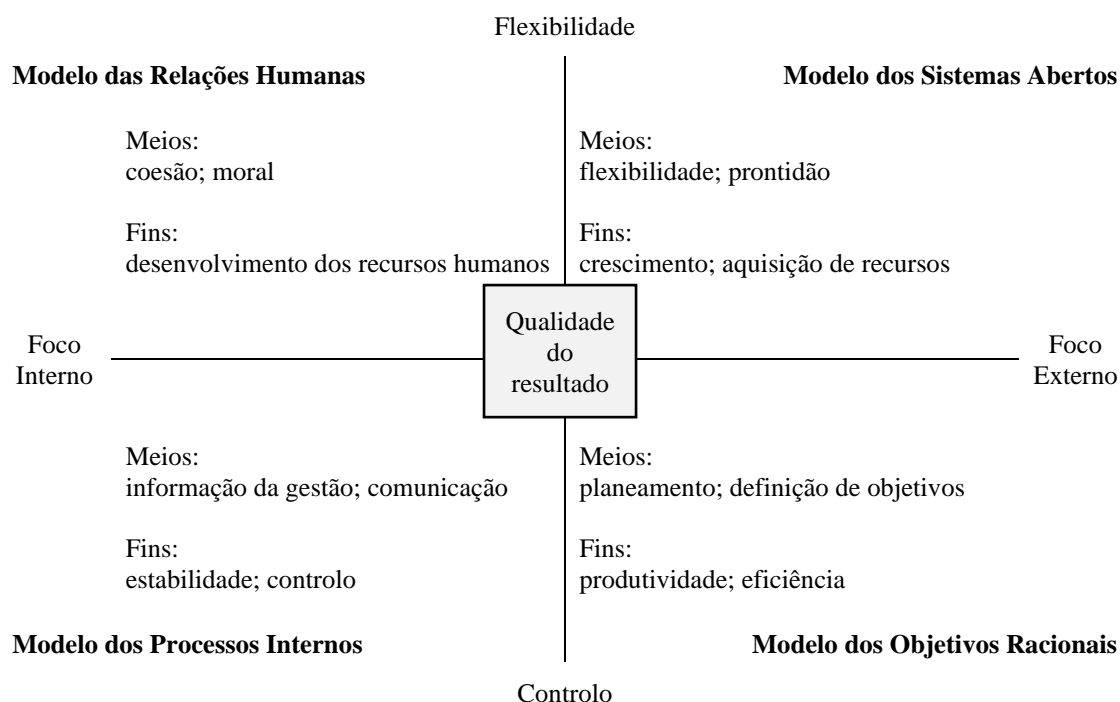 Flexibilidade
Modelo das Relações Humanas
Modelo dos Sistemas Abertos
Meios:
coesão; moral
Fins:
desenvolvimento dos recursos humanos
Meios:
flexibilidade; prontidão
Fins:
crescimento; aquisição de recursos
Foco
Interno
Qualidade
do
resultado
Foco
Externo
Meios:
informação da gestão; comunicação
Fins:
estabilidade; controlo
Meios:
planeamento; definição de objetivos
Fins:
produtividade; eficiência
Modelo dos Processos Internos
Modelo dos Objetivos Racionais
Controlo